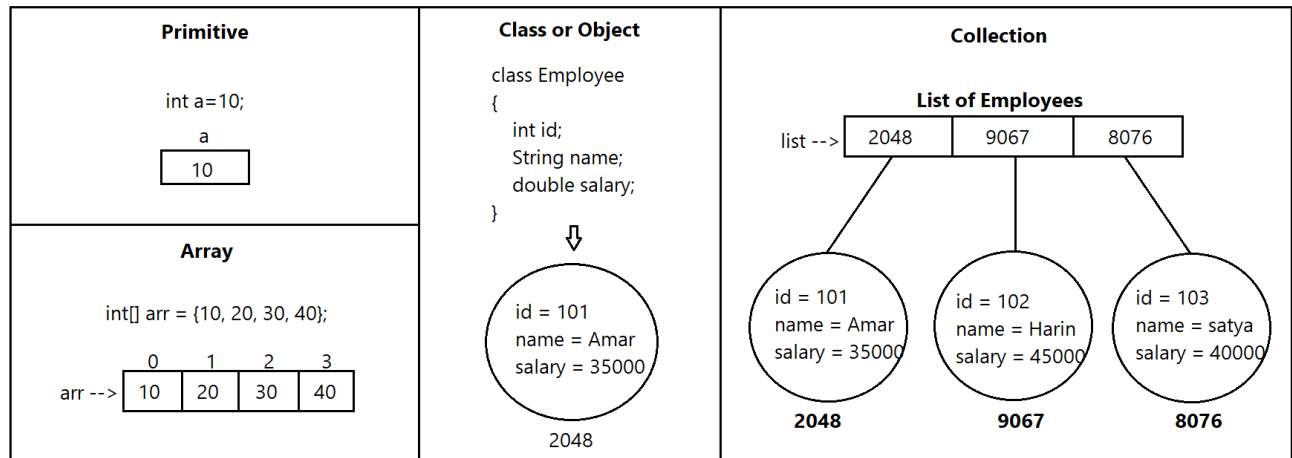 Primitive
int a=10;
a
10
Array
int[] arr = {10, 20, 30, 40};
0 1 2 3
arr --> 10 20 30 40
Class or Object
class Employee
{
int id;
String name;
double salary;
}
id = 101
name = Amar
salary = 35000
2048
Collection
List of Employees
list --> 2048 9067 8076
id = 101
name = Amar
salary = 35000
2048
id = 102
name = Harin
salary = 45000
9067
id = 103
name = satya
salary = 40000
8076